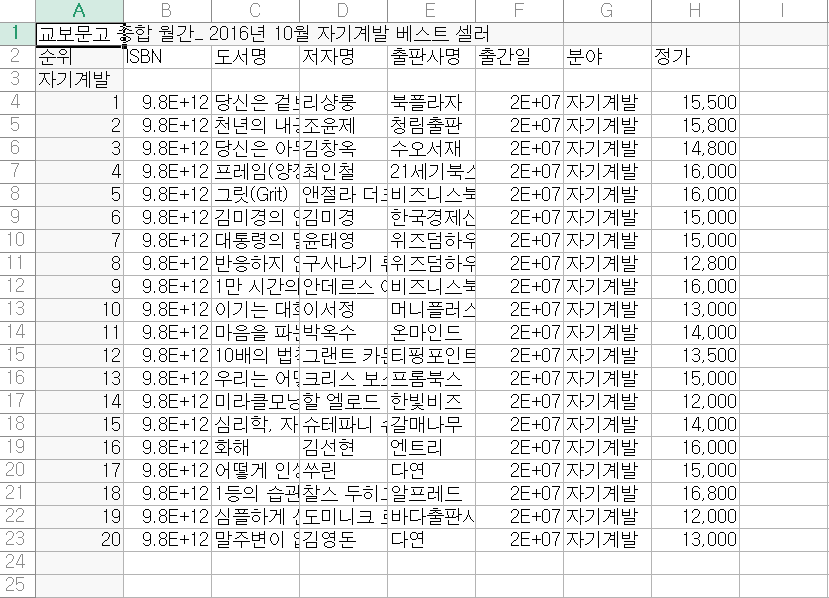 A B C D E F G H I
1 교보문고 종합 월간_ 2016년 10월 자기계발 베스트 셀러
2 순위 ISBN 도서명 저자명 출판사명 출간일 분야 정가
3 자기계발
4 1 9.8E+12 당신은 겉보 리샹룽 북플라자 2E+07 자기계발 15,500
5 2 9.8E+12 천년의 내공 조윤제 청림출판 2E+07 자기계발 15,800
6 3 9.8E+12 당신은 아무 김창옥 수오서재 2E+07 자기계발 14,800
7 4 9.8E+12 프레임(양장 최인철 21세기북스 2E+07 자기계발 16,000
8 5 9.8E+12 그릿(Grit) 앤절라 더크 비즈니스북 2E+07 자기계발 16,000
9 6 9.8E+12 김미경의 인 김미경 한국경제신 2E+07 자기계발 15,000
10 7 9.8E+12 대통령의 말 윤태영 위즈덤하우 2E+07 자기계발 15,000
11 8 9.8E+12 반응하지 않 구사나기 류 위즈덤하우 2E+07 자기계발 12,800
12 9 9.8E+12 1만 시간의 안데르스 에 비즈니스북 2E+07 자기계발 16,000
13 10 9.8E+12 이기는 대화 이서정 머니플러스 2E+07 자기계발 13,000
14 11 9.8E+12 마음을 파는 박옥수 온마인드 2E+07 자기계발 14,000
15 12 9.8E+12 10배의 법칙 그랜트 카돈 티핑포인트 2E+07 자기계발 13,500
16 13 9.8E+12 우리는 어떻 크리스 보스 프롬북스 2E+07 자기계발 15,000
17 14 9.8E+12 미라클모닝 할 엘로드 한빛비즈 2E+07 자기계발 12,000
18 15 9.8E+12 심리학, 자 슈테파니 슈 갈매나무 2E+07 자기계발 14,000
19 16 9.8E+12 화해 김선현 엔트리 2E+07 자기계발 16,000
20 17 9.8E+12 어떻게 인생 쑤린 다연 2E+07 자기계발 15,000
21 18 9.8E+12 1등의 습관 찰스 두히그 알프레드 2E+07 자기계발 16,800
22 19 9.8E+12 심플하게 산 도미니크 로 바다출판사 2E+07 자기계발 12,000
23 20 9.8E+12 말주변이 없 김영돈 다연 2E+07 자기계발 13,000
24
25